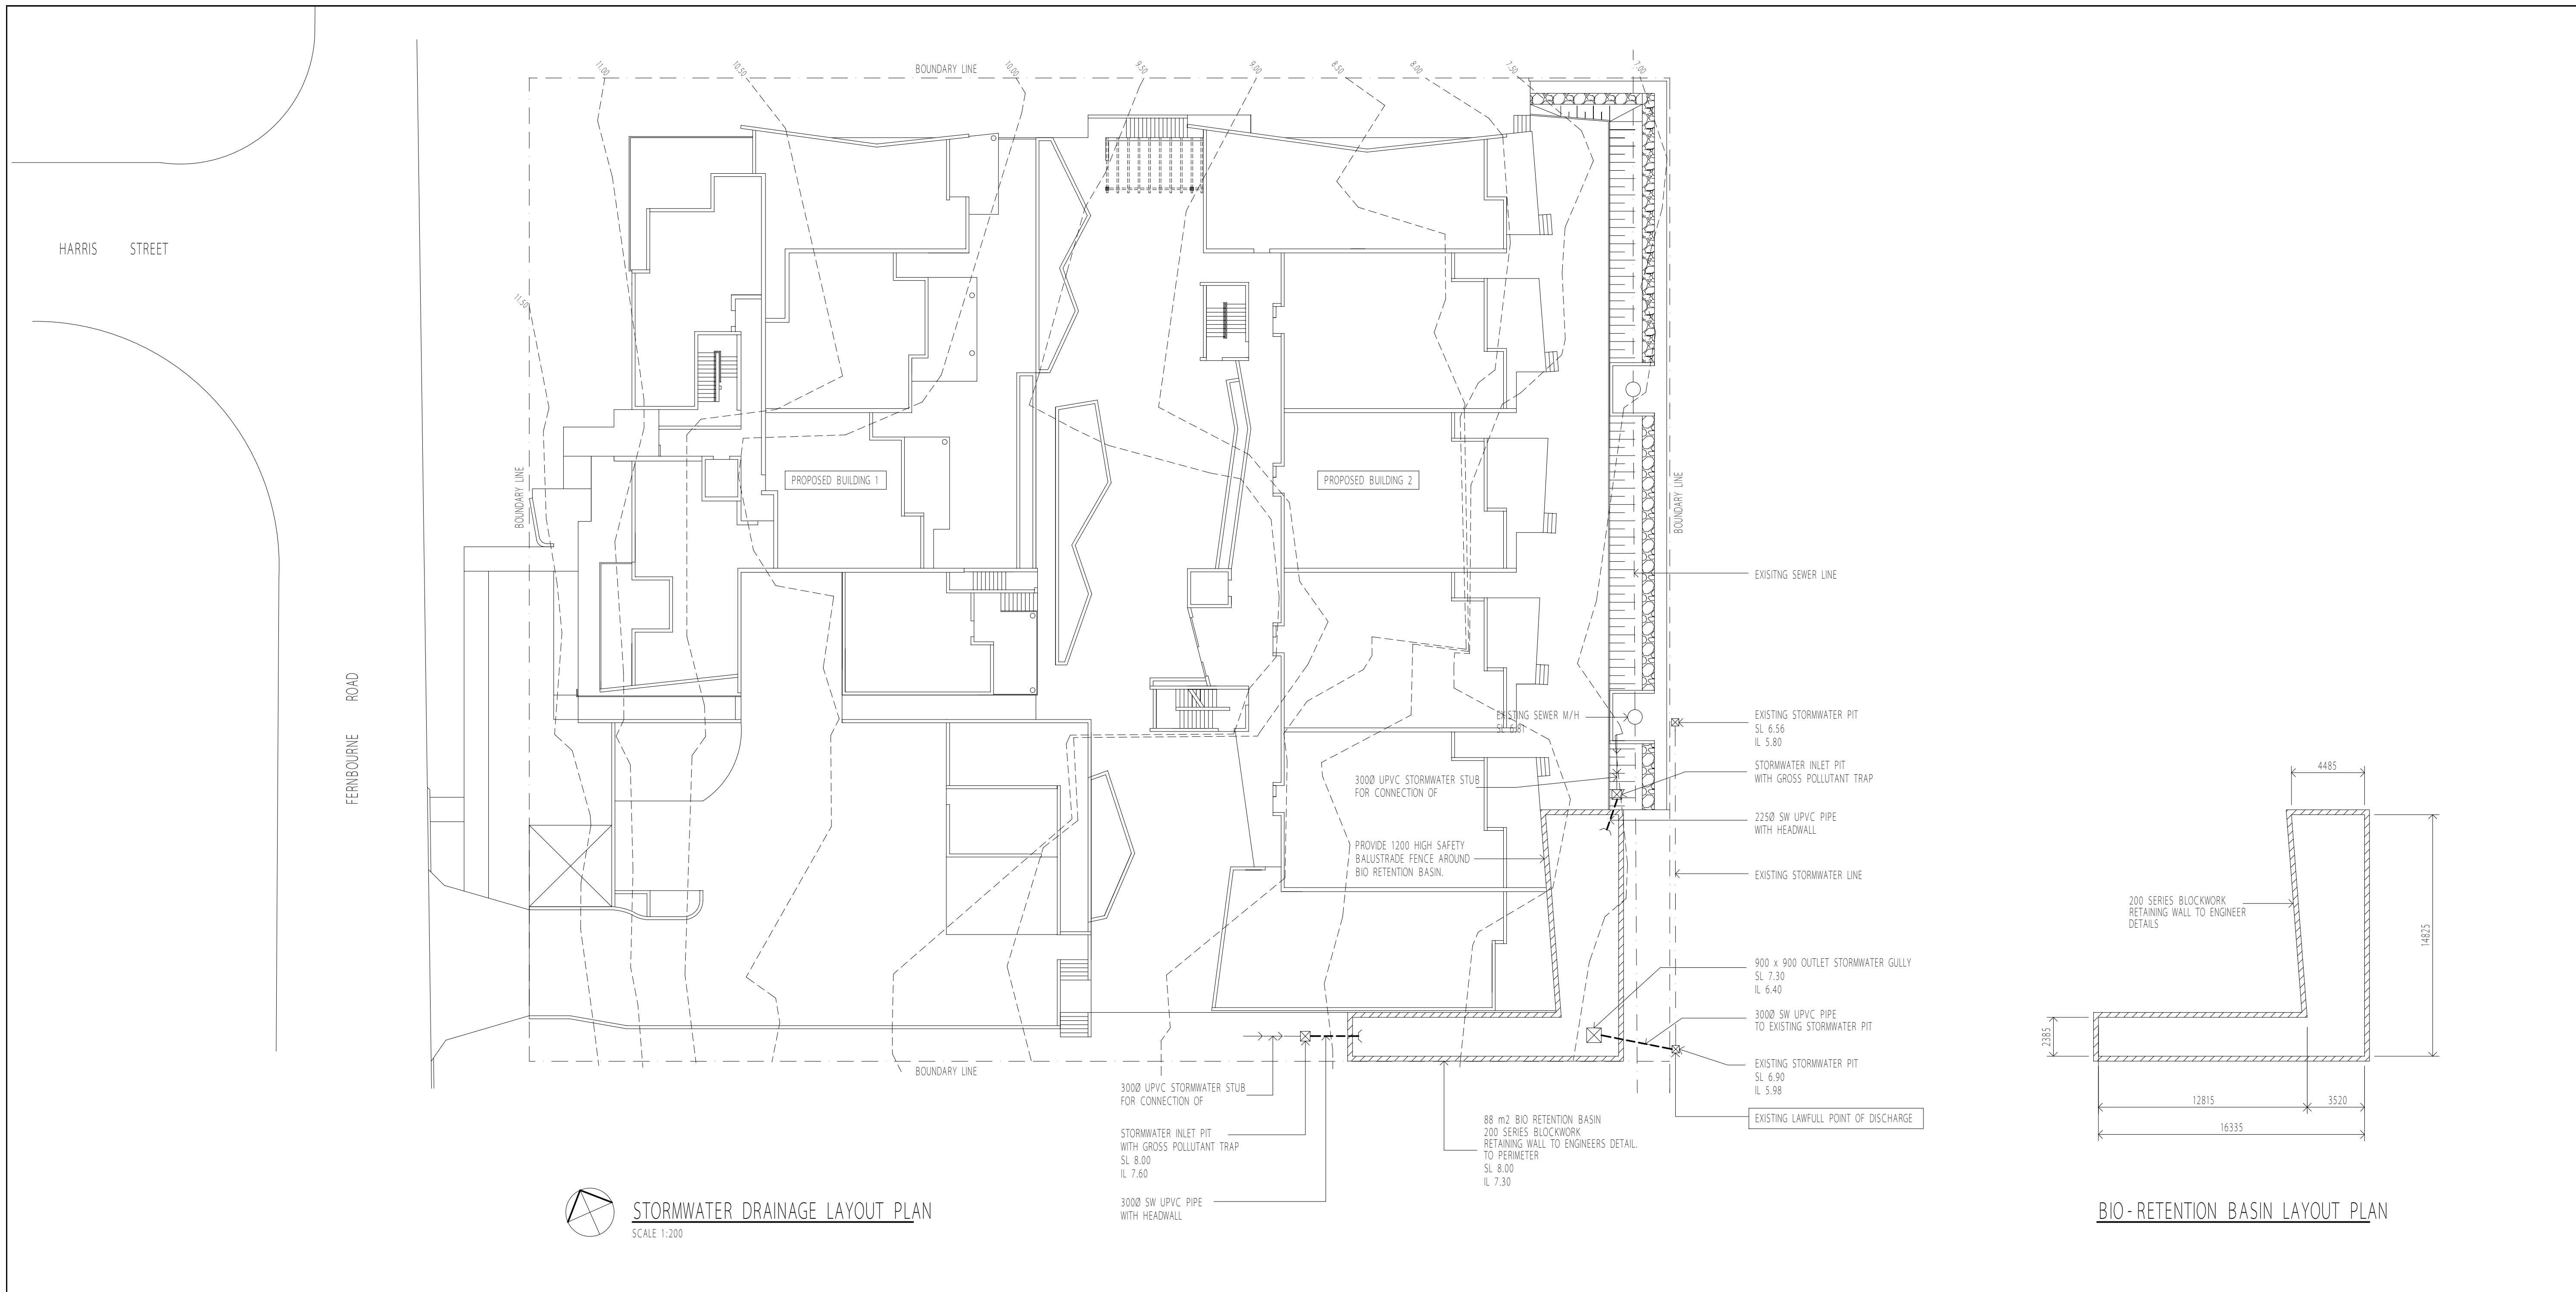 11.00
10.50
BOUNDARY LINE
10.00
9.50
9.00
8.50
8.00
7.50
7.00
HARRIS STREET
11.50
BOUNDARY LINE
PROPOSED BUILDING 1
PROPOSED BUILDING 2
BOUNDARY LINE
EXISITNG SEWER LINE
FERNBOURNE ROAD
EXISTING SEWER M/H
SL 6.81
EXISTING STORMWATER PIT
SL 6.56
IL 5.80
STORMWATER INLET PIT
WITH GROSS POLLUTANT TRAP
300Ø UPVC STORMWATER STUB
FOR CONNECTION OF
225Ø SW UPVC PIPE
WITH HEADWALL
PROVIDE 1200 HIGH SAFETY
BALUSTRADE FENCE AROUND
BIO RETENTION BASIN.
EXISTING STORMWATER LINE
900 x 900 OUTLET STORMWATER GULLY
SL 7.30
IL 6.40
300Ø SW UPVC PIPE
TO EXISTING STORMWATER PIT
EXISTING STORMWATER PIT
SL 6.90
IL 5.98
EXISTING LAWFULL POINT OF DISCHARGE
BOUNDARY LINE
300Ø UPVC STORMWATER STUB
FOR CONNECTION OF
STORMWATER INLET PIT
WITH GROSS POLLUTANT TRAP
SL 8.00
IL 7.60
300Ø SW UPVC PIPE
WITH HEADWALL
88 m2 BIO RETENTION BASIN
200 SERIES BLOCKWORK
RETAINING WALL TO ENGINEERS DETAIL.
TO PERIMETER
SL 8.00
IL 7.30
STORMWATER DRAINAGE LAYOUT PLAN
SCALE 1:200
4485
200 SERIES BLOCKWORK
RETAINING WALL TO ENGINEER
DETAILS
14825
2385
12815
3520
16335
BIO-RETENTION BASIN LAYOUT PLAN